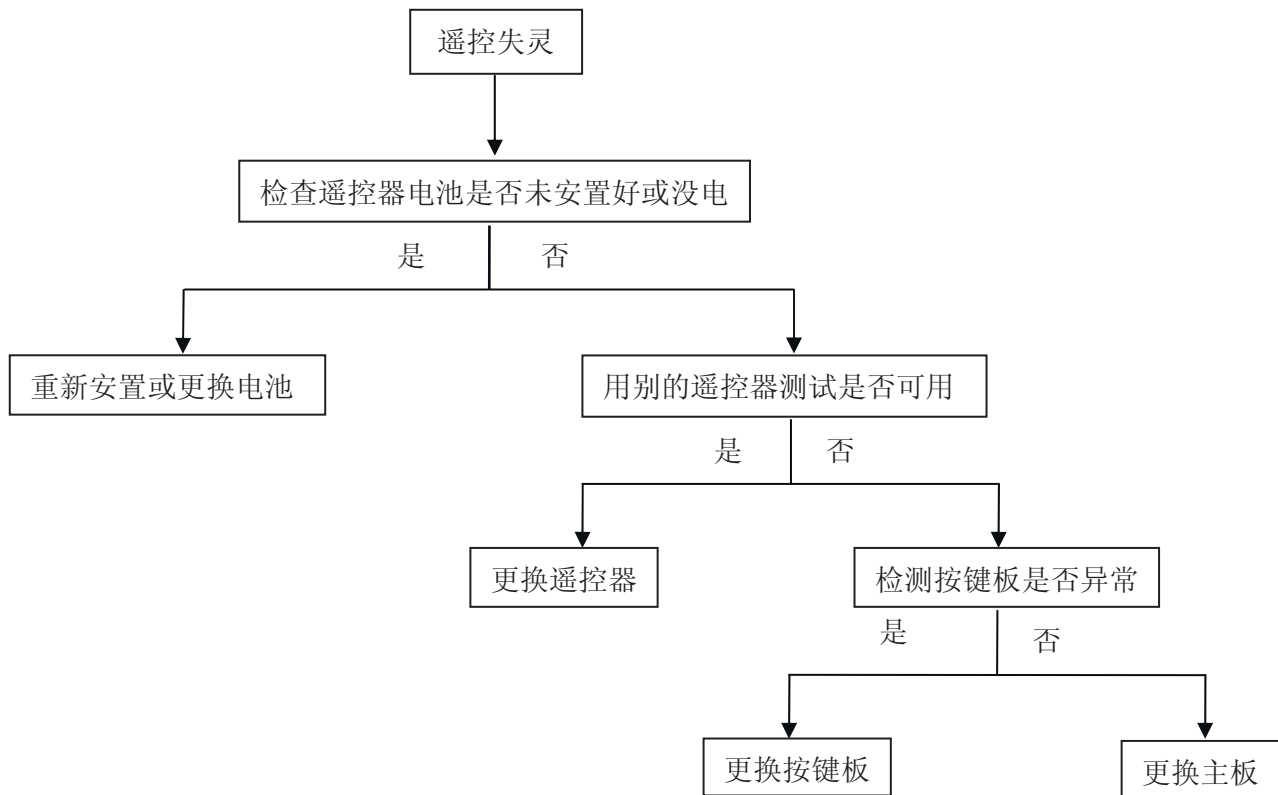 遥控失灵
检查遥控器电池是否未安置好或没电
是
否
重新安置或更换电池
用别的遥控器测试是否可用
是
否
更换遥控器
检测按键板是否异常
是
否
更换按键板
更换主板